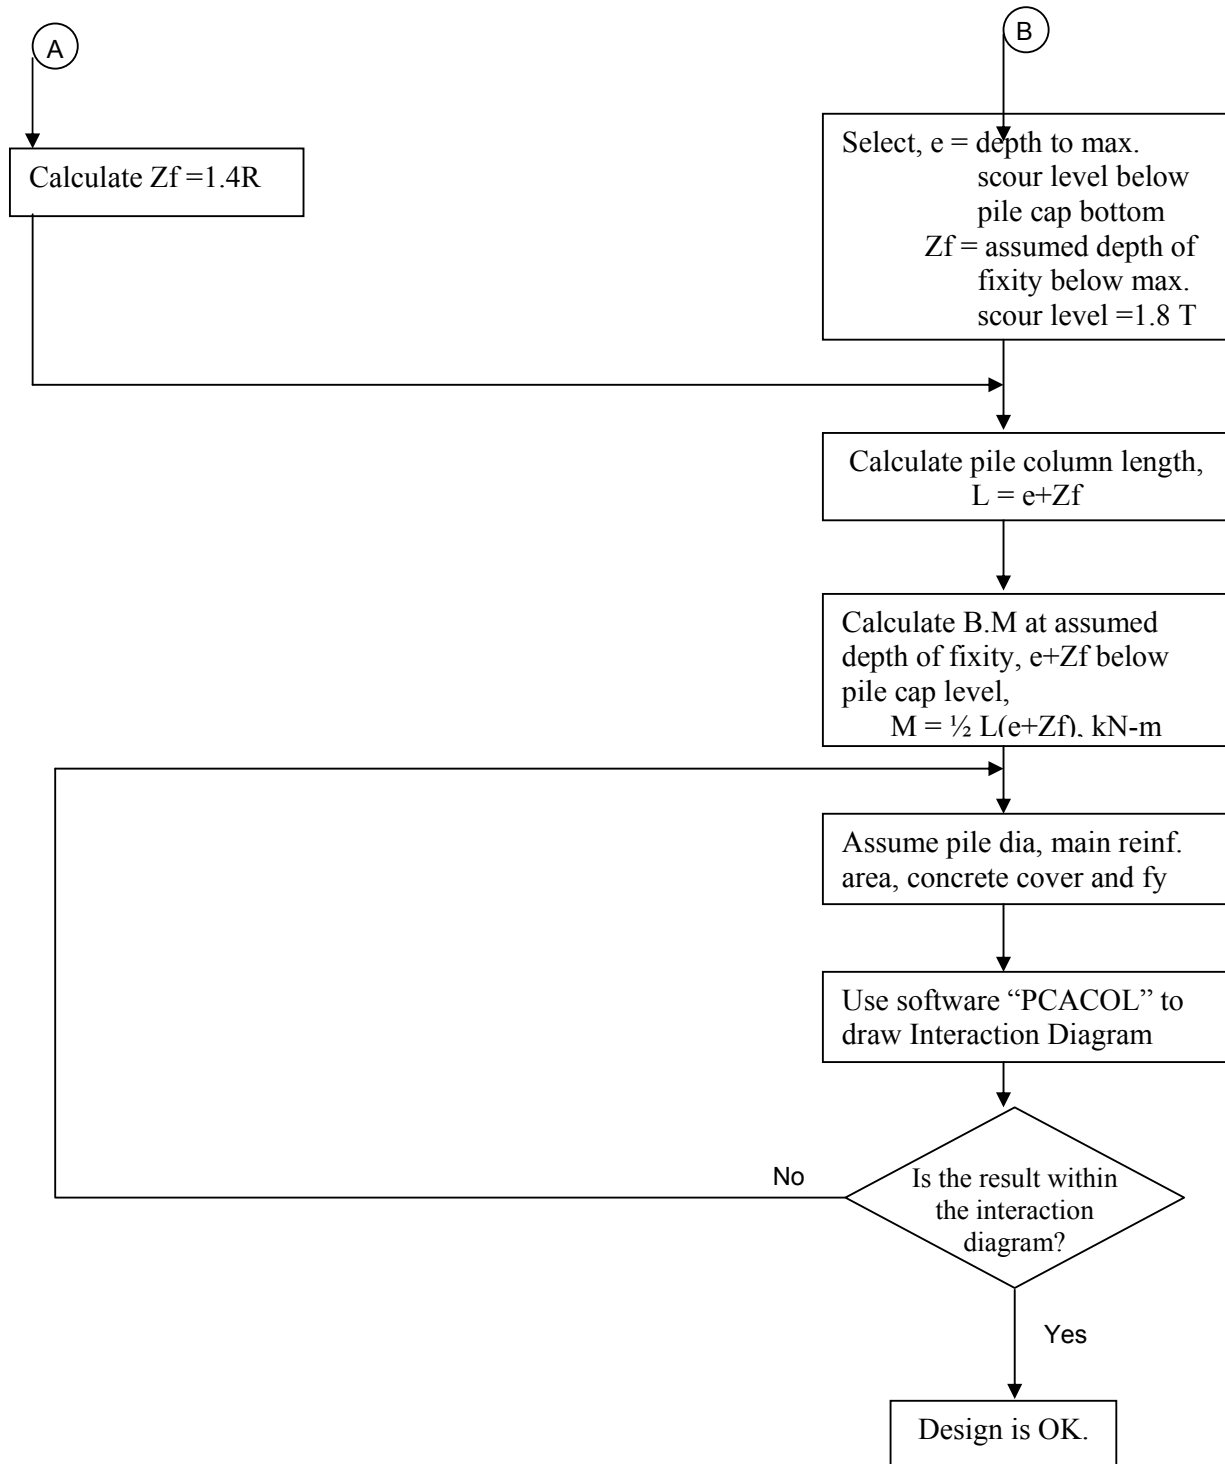 A
B
Calculate Zf =1.4R
Select, e = depth to max.
scour level below
pile cap bottom
Zf = assumed depth of
fixity below max.
scour level =1.8 T
Calculate pile column length,
L = e+Zf
Calculate B.M at assumed
depth of fixity, e+Zf below
pile cap level,
M = ½ L(e+Zf), kN-m
Assume pile dia, main reinf.
area, concrete cover and fy
Use software “PCACOL” to
draw Interaction Diagram
No
Is the result within
the interaction
diagram?
Yes
Design is OK.